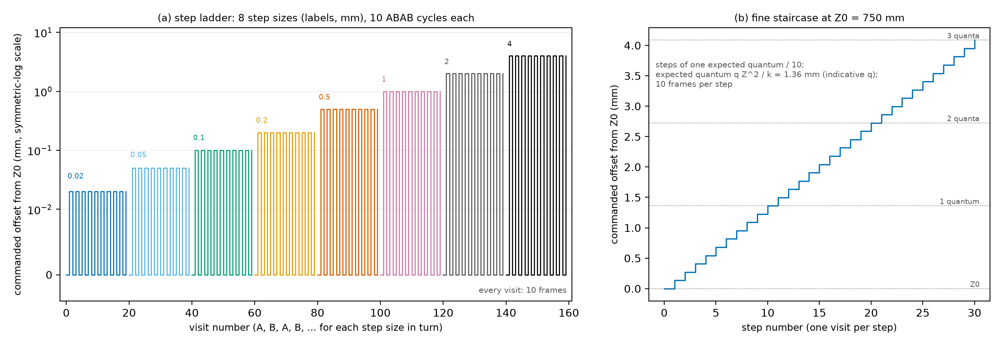 (a) step ladder: 8 step sizes (labels, mm), 10 ABAB cycles each
commanded offset from Z0 (mm, symmetric-log scale)
10¹
10⁰
10⁻¹
10⁻²
0
0.02
0.05
0.1
0.2
0.5
1
2
4
every visit: 10 frames
0 20 40 60 80 100 120 140 160
visit number (A, B, A, B, ... for each step size in turn)
(b) fine staircase at Z0 = 750 mm
commanded offset from Z0 (mm)
4.0
3.5
3.0
2.5
2.0
1.5
1.0
0.5
0.0
3 quanta
steps of one expected quantum / 10;
expected quantum q Z^2 / k = 1.36 mm (indicative q);
10 frames per step
2 quanta
1 quantum
Z0
0 5 10 15 20 25 30
step number (one visit per step)